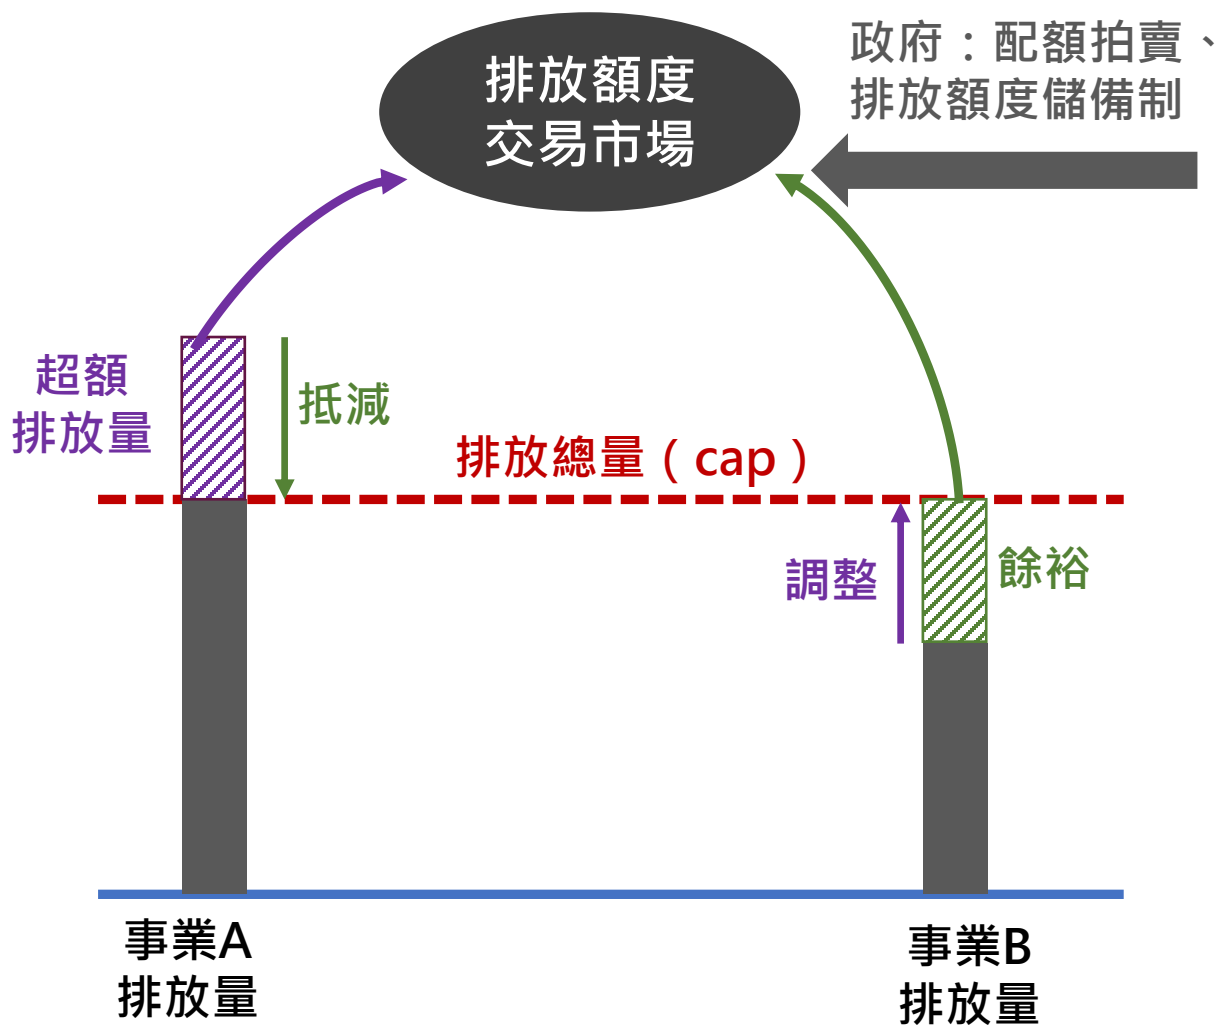 排放額度
交易市場
政府：配額拍賣、
排放額度儲備制
超額
排放量
抵減
排放總量（cap）
調整
餘裕
事業A
排放量
事業B
排放量